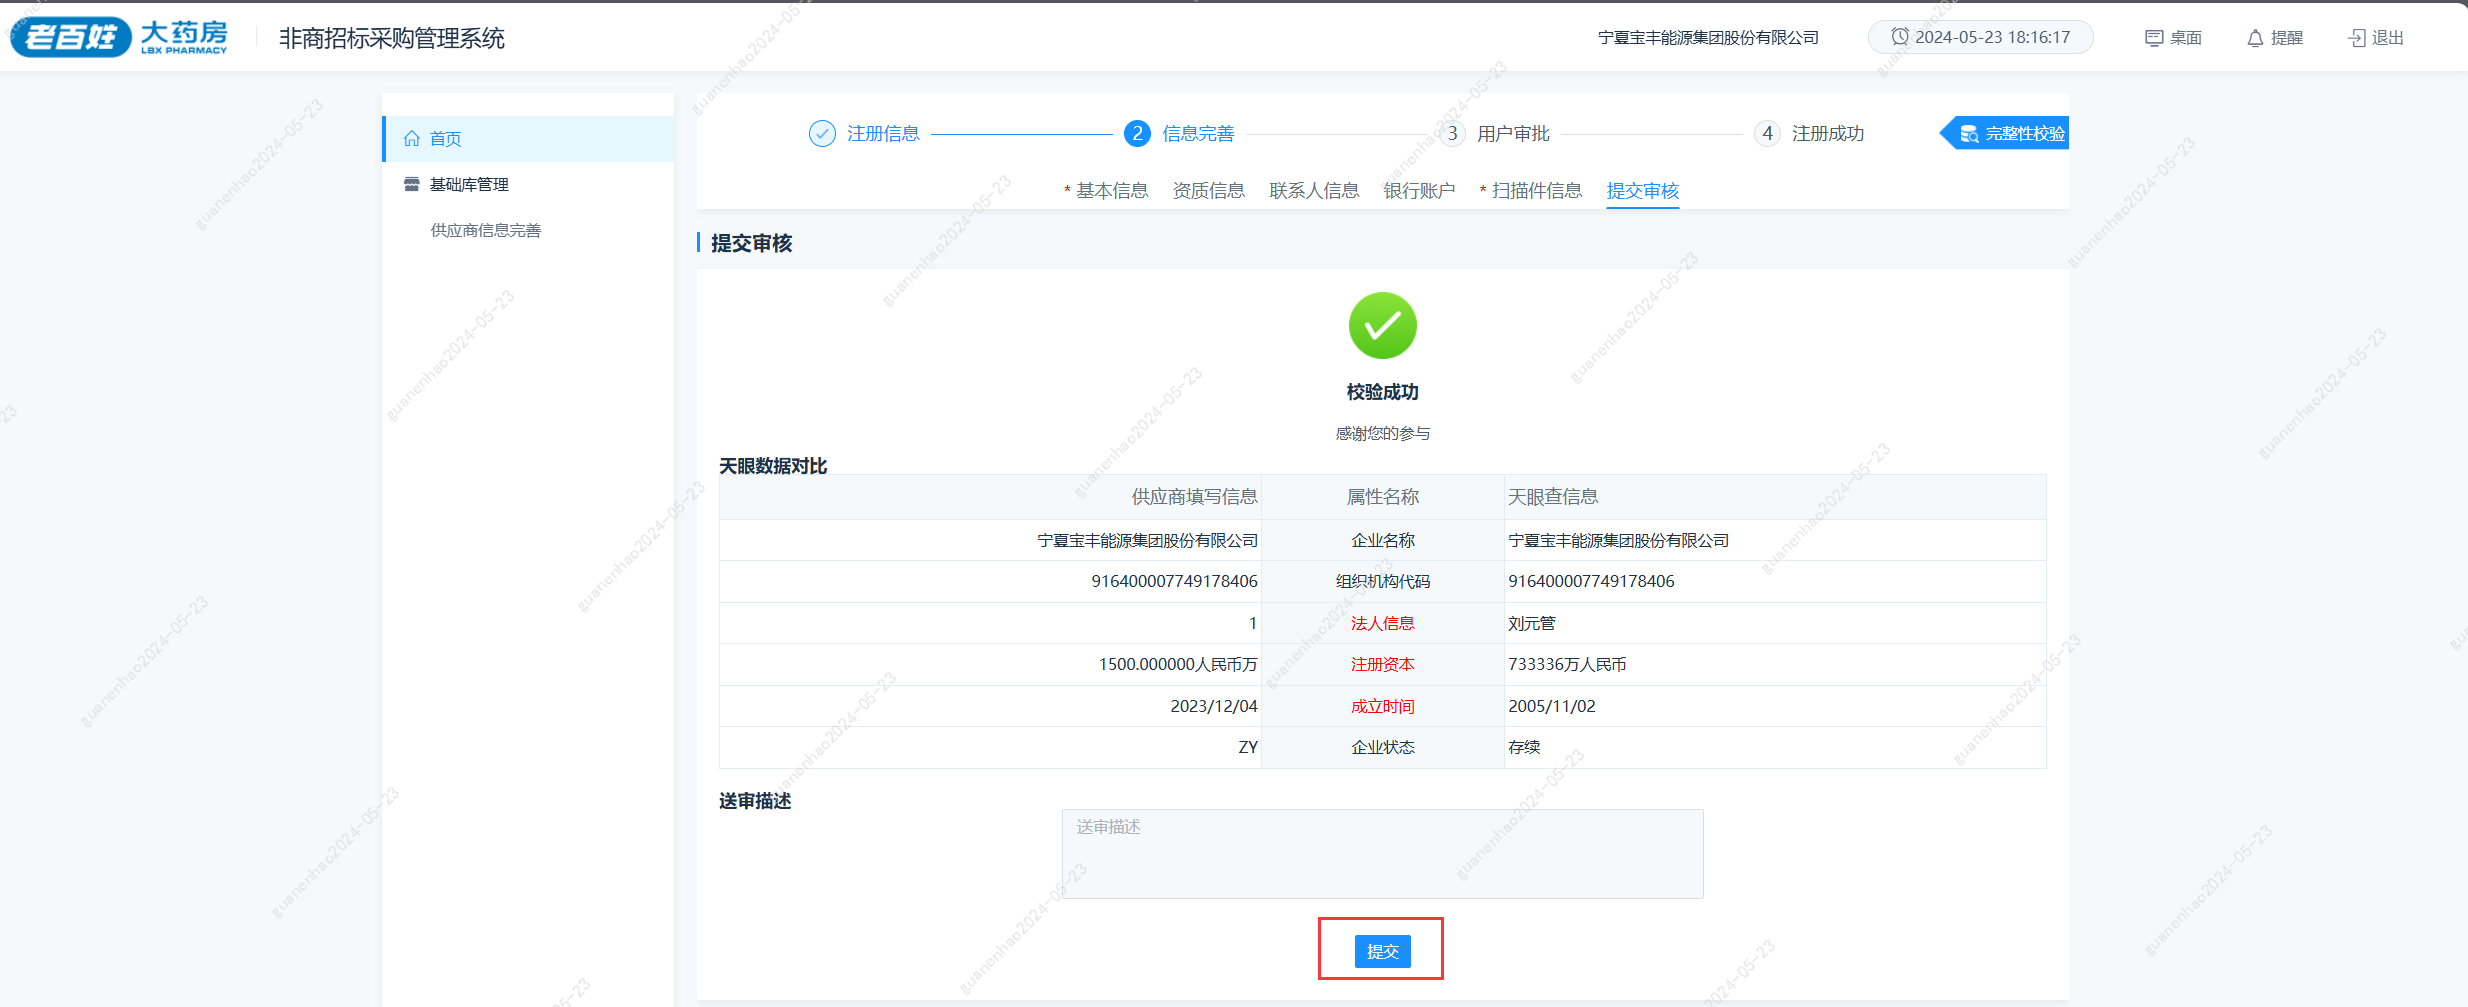 老百姓 大药房 LBX PHARMACY 非商招标采购管理系统 宁夏宝丰能源集团股份有限公司 2024-05-23 18:16:17 桌面 提醒 退出
首页
基础库管理
供应商信息完善
注册信息 2 信息完善 3 用户审批 4 注册成功 完整性校验
* 基本信息 资质信息 联系人信息 银行账户 * 扫描件信息 提交审核
提交审核
校验成功
感谢您的参与
天眼数据对比
供应商填写信息 属性名称 天眼查信息
宁夏宝丰能源集团股份有限公司 企业名称 宁夏宝丰能源集团股份有限公司
916400007749178406 组织机构代码 916400007749178406
1 法人信息 刘元管
1500.000000人民币万 注册资本 733336万人民币
2023/12/04 成立时间 2005/11/02
ZY 企业状态 存续
送审描述
送审描述
提交
guanenhao2024-05-23